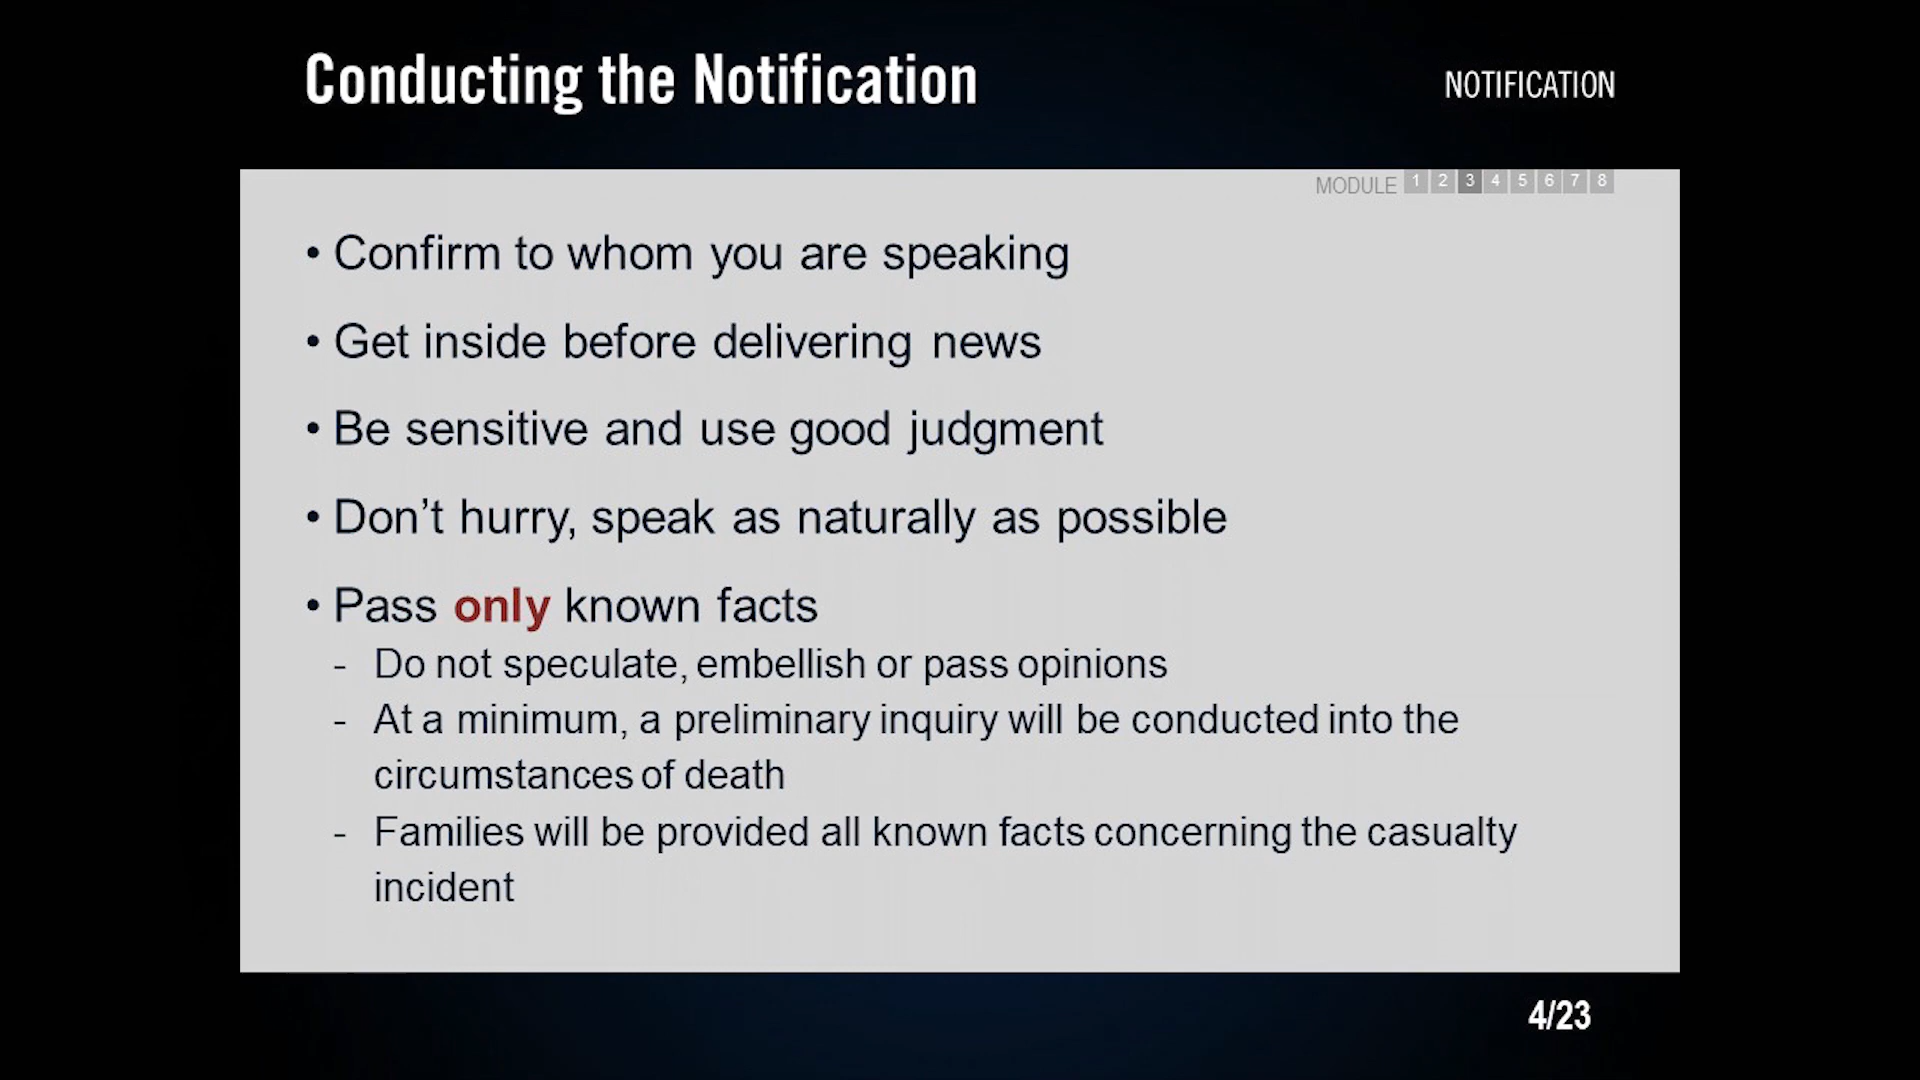 Conducting the Notification
NOTIFICATION
MODULE 1 2 3 4 5 6 7 8
• Confirm to whom you are speaking
• Get inside before delivering news
• Be sensitive and use good judgment
• Don’t hurry, speak as naturally as possible
• Pass only known facts
- Do not speculate, embellish or pass opinions
- At a minimum, a preliminary inquiry will be conducted into the
circumstances of death
- Families will be provided all known facts concerning the casualty
incident
4/23